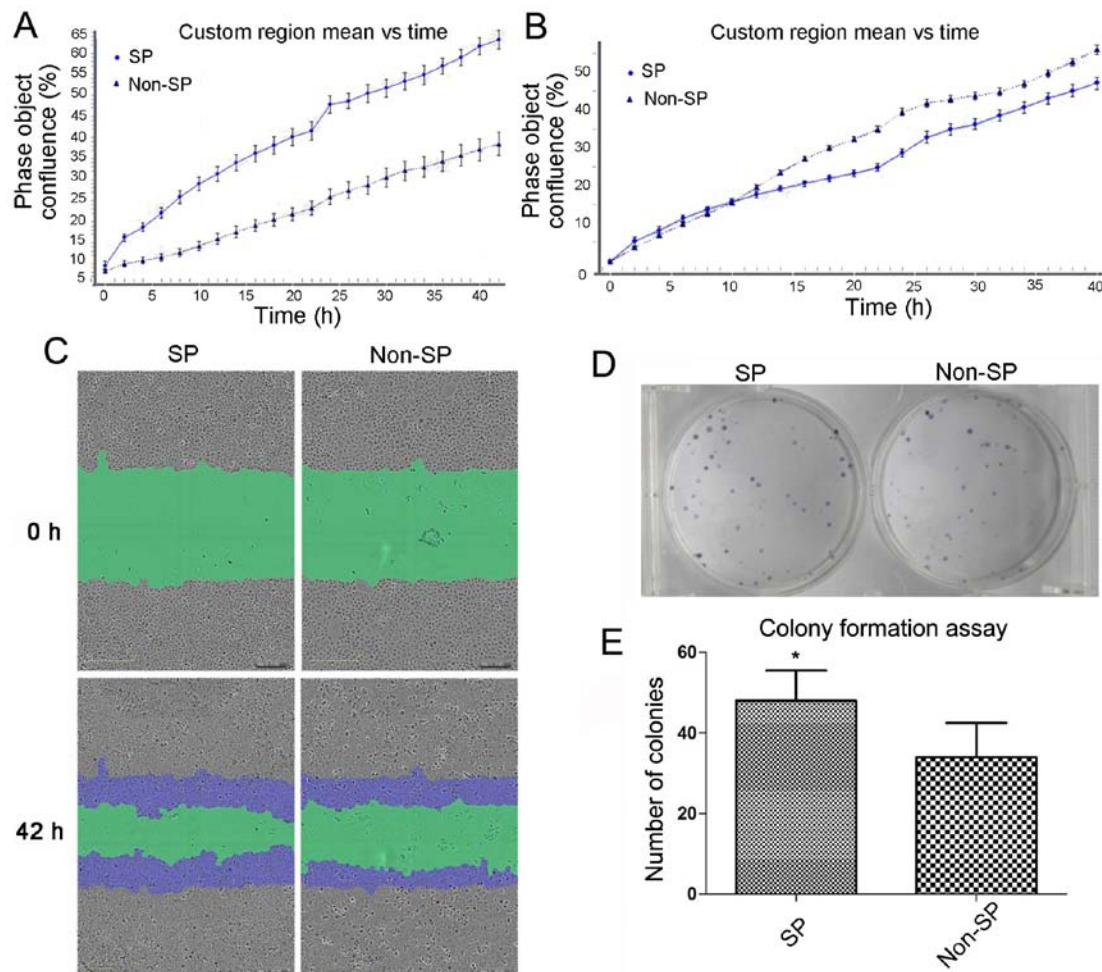 A
Custom region mean vs time
SP
Non-SP
Phase object
confluence (%)
65
60
55
50
45
40
35
30
25
20
15
10
5
0 5 10 15 20 25 30 35 40
Time (h)
B
Custom region mean vs time
SP
Non-SP
Phase object
confluence (%)
50
40
30
20
10
0
0 5 10 15 20 25 30 35 40
Time (h)
C
SP Non-SP
0 h
42 h
D
SP Non-SP
E
Colony formation assay
Number of colonies
60
40
20
0
*
SP
Non-SP